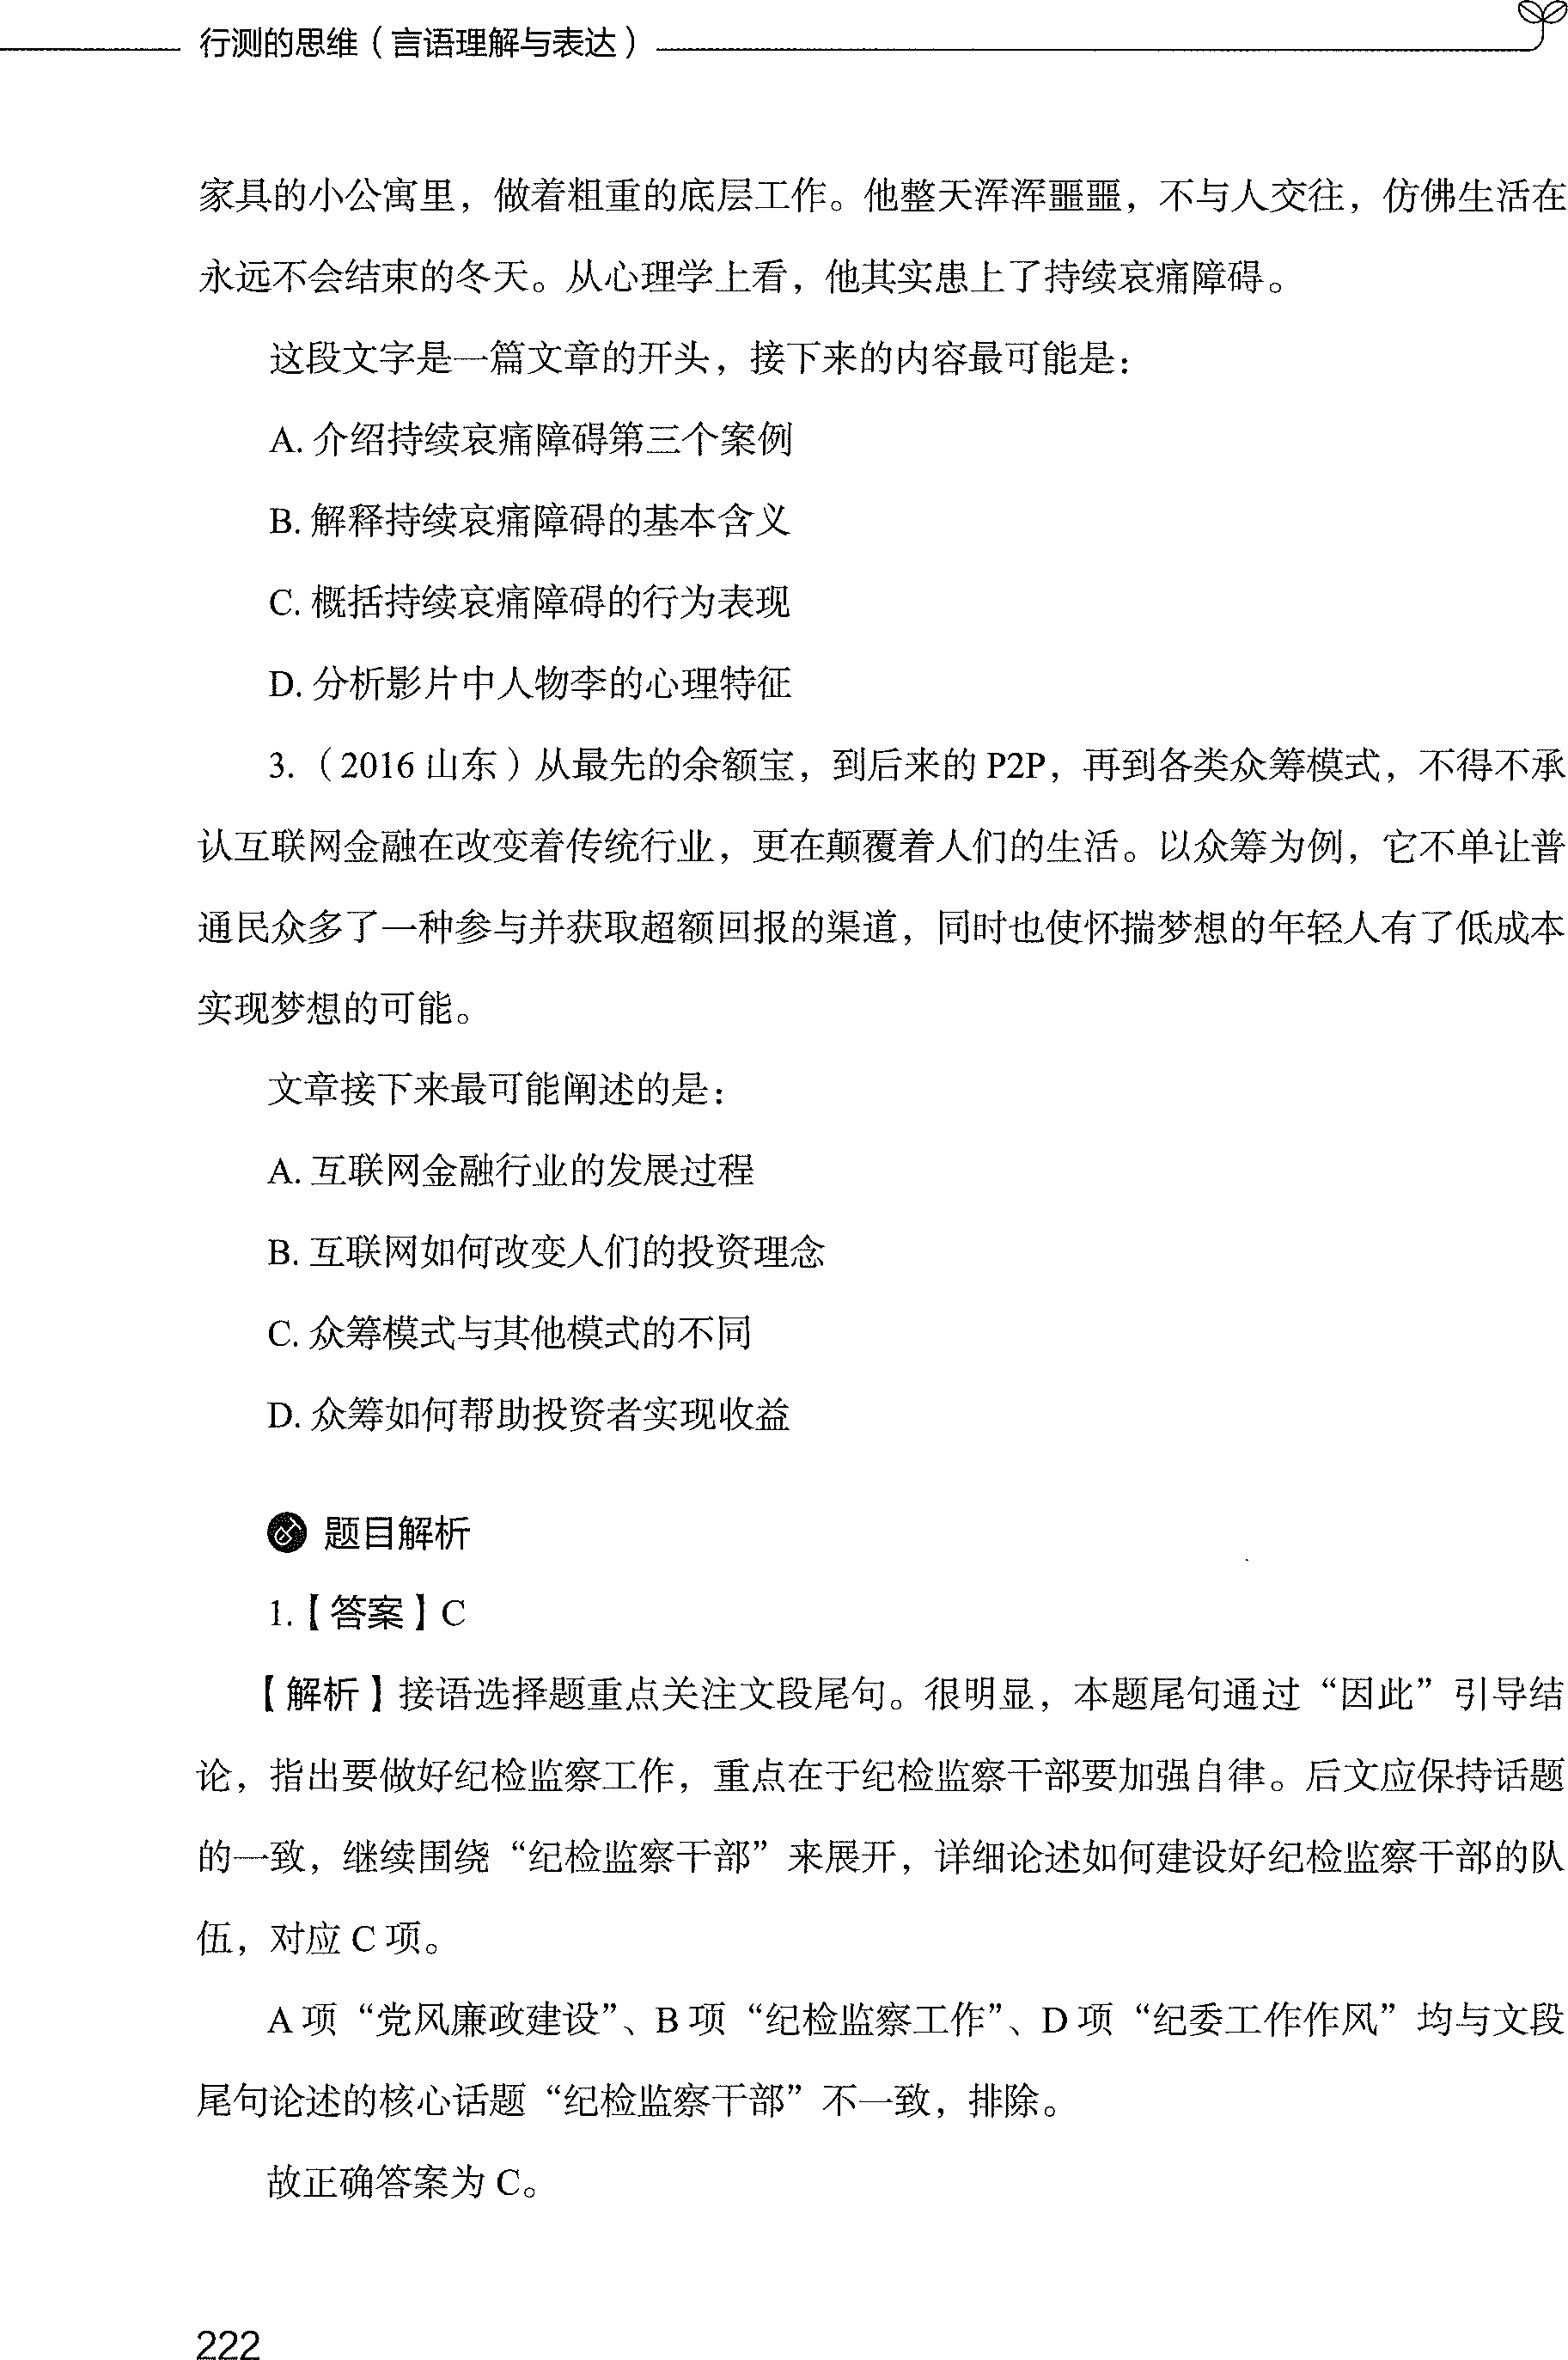 行测的思维（言语理解与表达）
家具的小公寓里，做着粗重的底层工作。他整天浑浑噩噩，不与人交往，仿佛生活在
永远不会结束的冬天。从心理学上看，他其实患上了持续哀痛障碍。
这段文字是一篇文章的开头，接下来的内容最可能是：
A. 介绍持续哀痛障碍第三个案例
B. 解释持续哀痛障碍的基本含义
C. 概括持续哀痛障碍的行为表现
D. 分析影片中人物李的心理特征
3.（2016 山东）从最先的余额宝，到后来的 P2P，再到各类众筹模式，不得不承
认互联网金融在改变着传统行业，更在颠覆着人们的生活。以众筹为例，它不单让普
通民众多了一种参与并获取超额回报的渠道，同时也使怀揣梦想的年轻人有了低成本
实现梦想的可能。
文章接下来最可能阐述的是：
A. 互联网金融行业的发展过程
B. 互联网如何改变人们的投资理念
C. 众筹模式与其他模式的不同
D. 众筹如何帮助投资者实现收益
题目解析
1.【答案】C
【解析】接语选择题重点关注文段尾句。很明显，本题尾句通过“因此”引导结
论，指出要做好纪检监察工作，重点在于纪检监察干部要加强自律。后文应保持话题
的一致，继续围绕“纪检监察干部”来展开，详细论述如何建设好纪检监察干部的队
伍，对应 C 项。
A 项“党风廉政建设”、B 项“纪检监察工作”、D 项“纪委工作作风”均与文段
尾句论述的核心话题“纪检监察干部”不一致，排除。
故正确答案为 C。
222